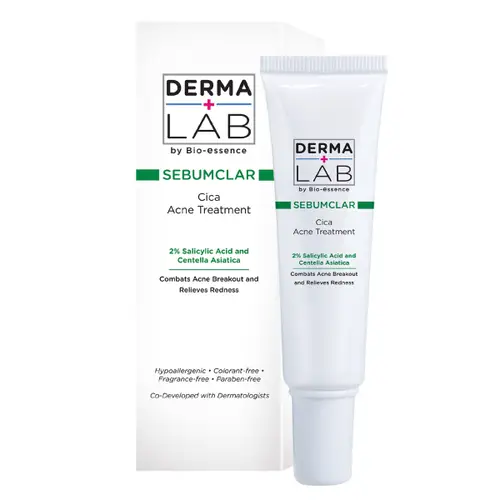 DERMA
LAB
by Bio-essence
SEBUMCLAR
Cica
Acne Treatment
2% Salicylic Acid and
Centella Asiatica
Combats Acne Breakout and
Relieves Redness
Hypoallergenic • Colorant-free •
Fragrance-free • Paraben-free
Co-Developed with Dermatologists
DERMA
LAB
by Bio-essence
SEBUMCLAR
Cica
Acne Treatment
2% Salicylic Acid and
Centella Asiatica
Combats Acne Breakout
and Relieves Redness